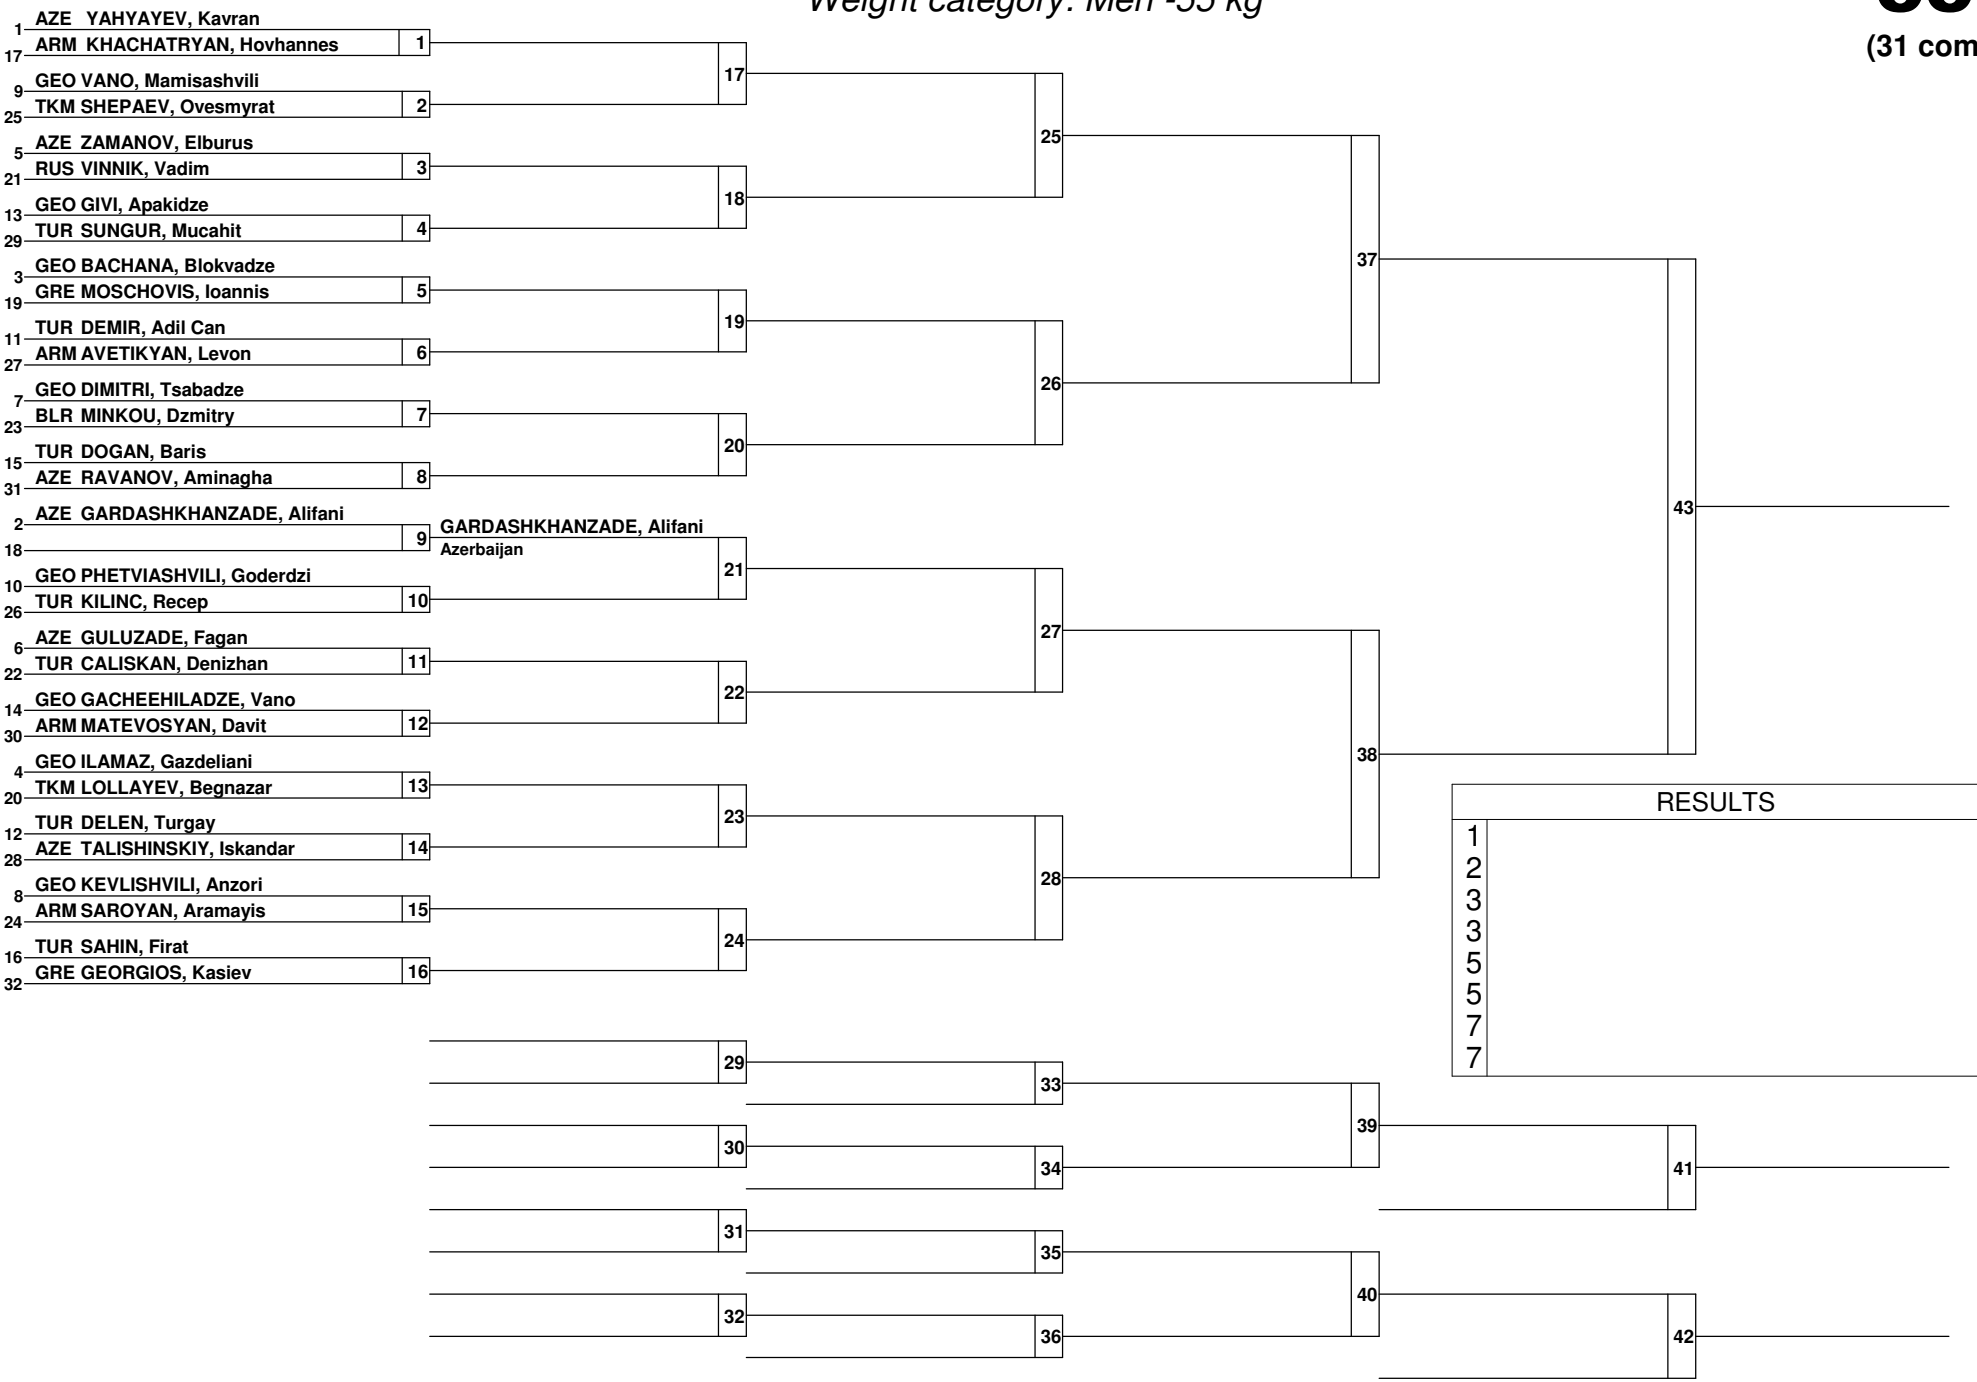 Weight category: Men -55 kg
(31 com
1 AZE YAHYAYEV, Kavran
17 ARM KHACHATRYAN, Hovhannes 1
9 GEO VANO, Mamisashvili
25 TKM SHEPAEV, Ovesmyrat 2
5 AZE ZAMANOV, Elburus
21 RUS VINNIK, Vadim 3
13 GEO GIVI, Apakidze
29 TUR SUNGUR, Mucahit 4
3 GEO BACHANA, Blokvadze
19 GRE MOSCHOVIS, Ioannis 5
11 TUR DEMIR, Adil Can
27 ARM AVETIKYAN, Levon 6
7 GEO DIMITRI, Tsabadze
23 BLR MINKOU, Dzmitry 7
15 TUR DOGAN, Baris
31 AZE RAVANOV, Aminagha 8
2 AZE GARDASHKHANZADE, Alifani
18 9
10 GEO PHETVIASHVILI, Goderdzi
26 TUR KILINC, Recep 10
6 AZE GULUZADE, Fagan
22 TUR CALISKAN, Denizhan 11
14 GEO GACHEEHILADZE, Vano
30 ARM MATEVOSYAN, Davit 12
4 GEO ILAMAZ, Gazdeliani
20 TKM LOLLAYEV, Begnazar 13
12 TUR DELEN, Turgay
28 AZE TALISHINSKIY, Iskandar 14
8 GEO KEVLISHVILI, Anzori
24 ARM SAROYAN, Aramayis 15
16 TUR SAHIN, Firat
32 GRE GEORGIOS, Kasiev 16
GARDASHKHANZADE, Alifani
Azerbaijan
17
18
19
20
21
22
23
24
25
26
27
28
37
38
43
RESULTS
1
2
3
3
5
5
7
7
29
30
31
32
33
34
35
36
39
40
41
42